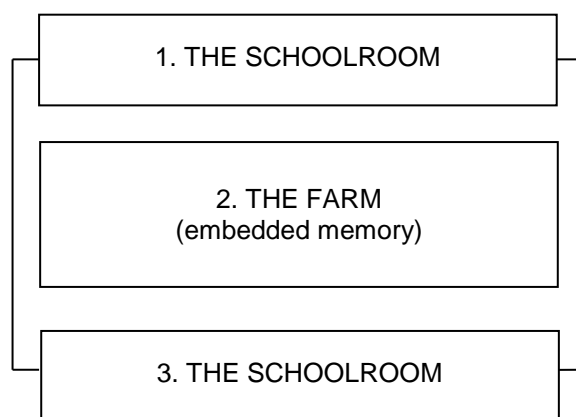 1. THE SCHOOLROOM
2. THE FARM
(embedded memory)
3. THE SCHOOLROOM